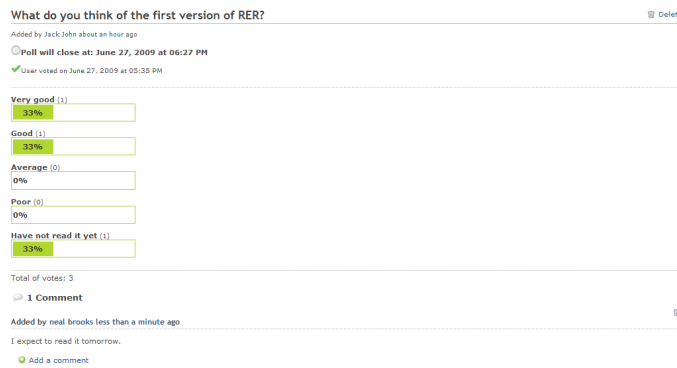 What do you think of the first version of RER?
Added by Jack John about an hour ago
Poll will close at: June 27, 2009 at 06:27 PM
User voted on June 27, 2009 at 05:35 PM
Very good (1)
33%
Good (1)
33%
Average (0)
0%
Poor (0)
0%
Have not read it yet (1)
33%
Total of votes: 3
1 Comment
Added by neal brooks less than a minute ago
I expect to read it tomorrow.
Add a comment